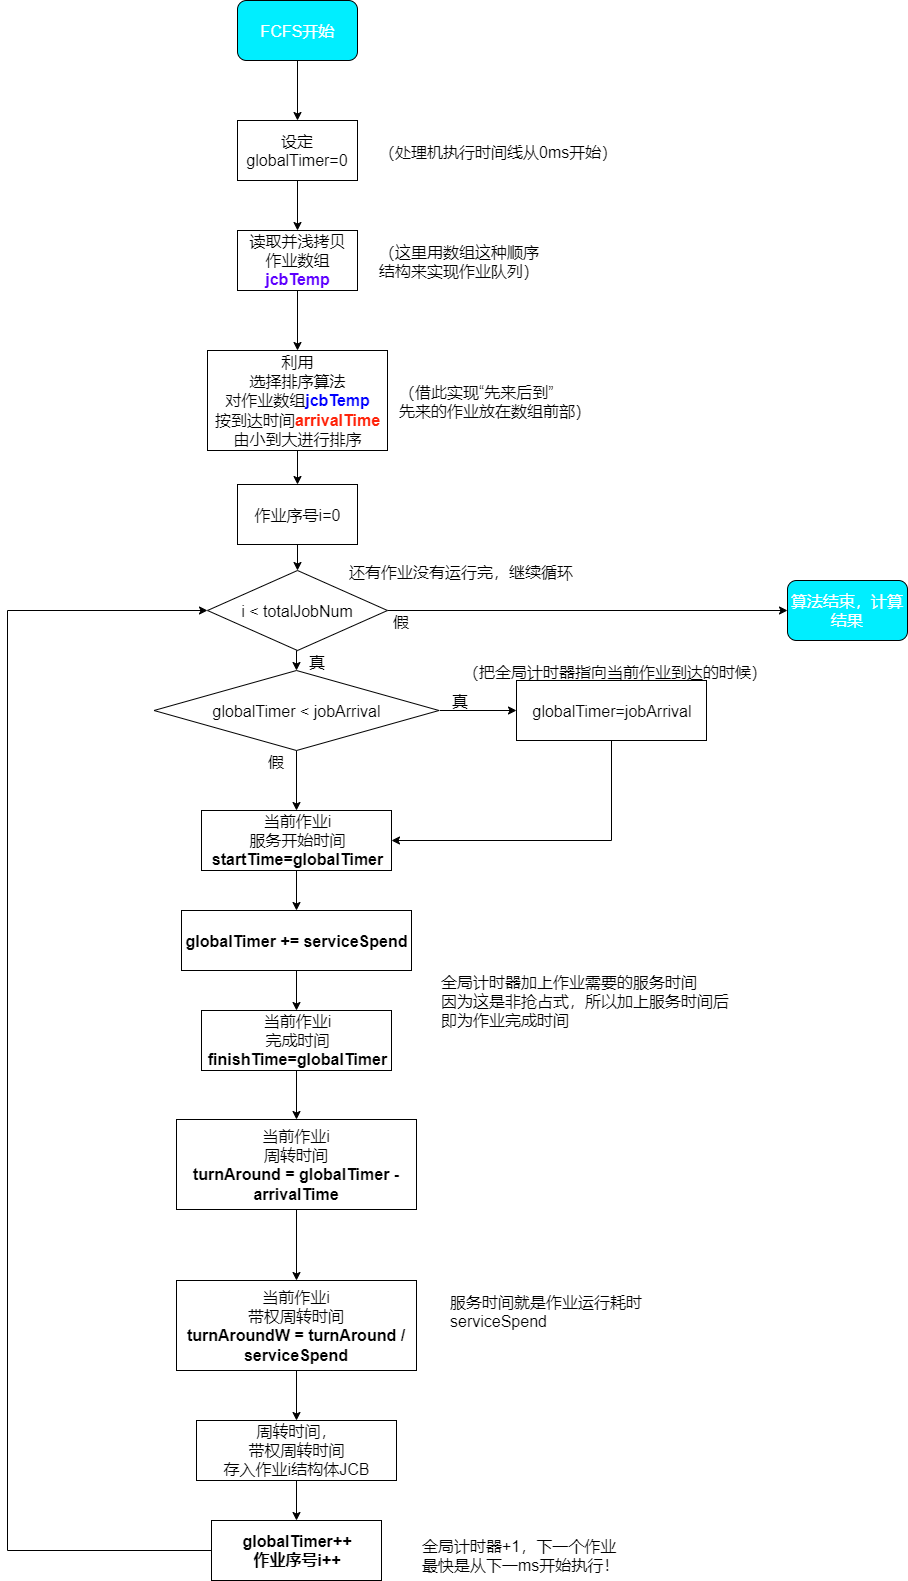 FCFS开始
设定
globalTimer=0
（处理机执行时间线从0ms开始）
读取并浅拷贝
作业数组
jcbTemp
（这里用数组这种顺序
结构来实现作业队列）
利用
选择排序算法
对作业数组jcbTemp
按到达时间arrivalTime
由小到大进行排序
（借此实现“先来后到”
先来的作业放在数组前部）
作业序号i=0
还有作业没有运行完，继续循环
i < totalJobNum
假
算法结束，计算
结果
真
（把全局计时器指向当前作业到达的时候）
globalTimer < jobArrival
真
globalTimer=jobArrival
假
当前作业i
服务开始时间
startTime=globalTimer
globalTimer += serviceSpend
全局计时器加上作业需要的服务时间
因为这是非抢占式，所以加上服务时间后
即为作业完成时间
当前作业i
完成时间
finishTime=globalTimer
当前作业i
周转时间
turnAround = globalTimer -
arrivalTime
当前作业i
带权周转时间
turnAroundW = turnAround /
serviceSpend
服务时间就是作业运行耗时
serviceSpend
周转时间，
带权周转时间
存入作业i结构体JCB
globalTimer++
作业序号i++
全局计时器+1，下一个作业
最快是从下一ms开始执行！